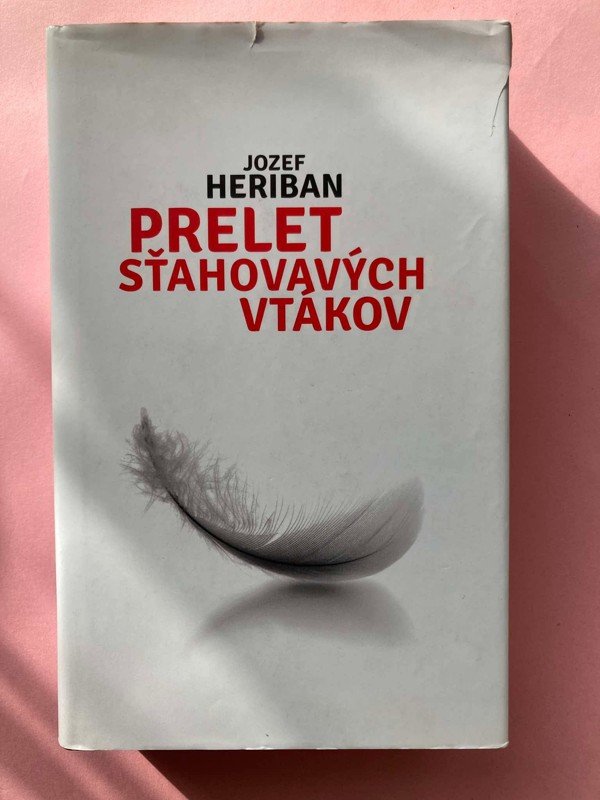 JOZEF
HERIBAN
PRELET
SŤAHOVAVÝCH
VTÁKOV